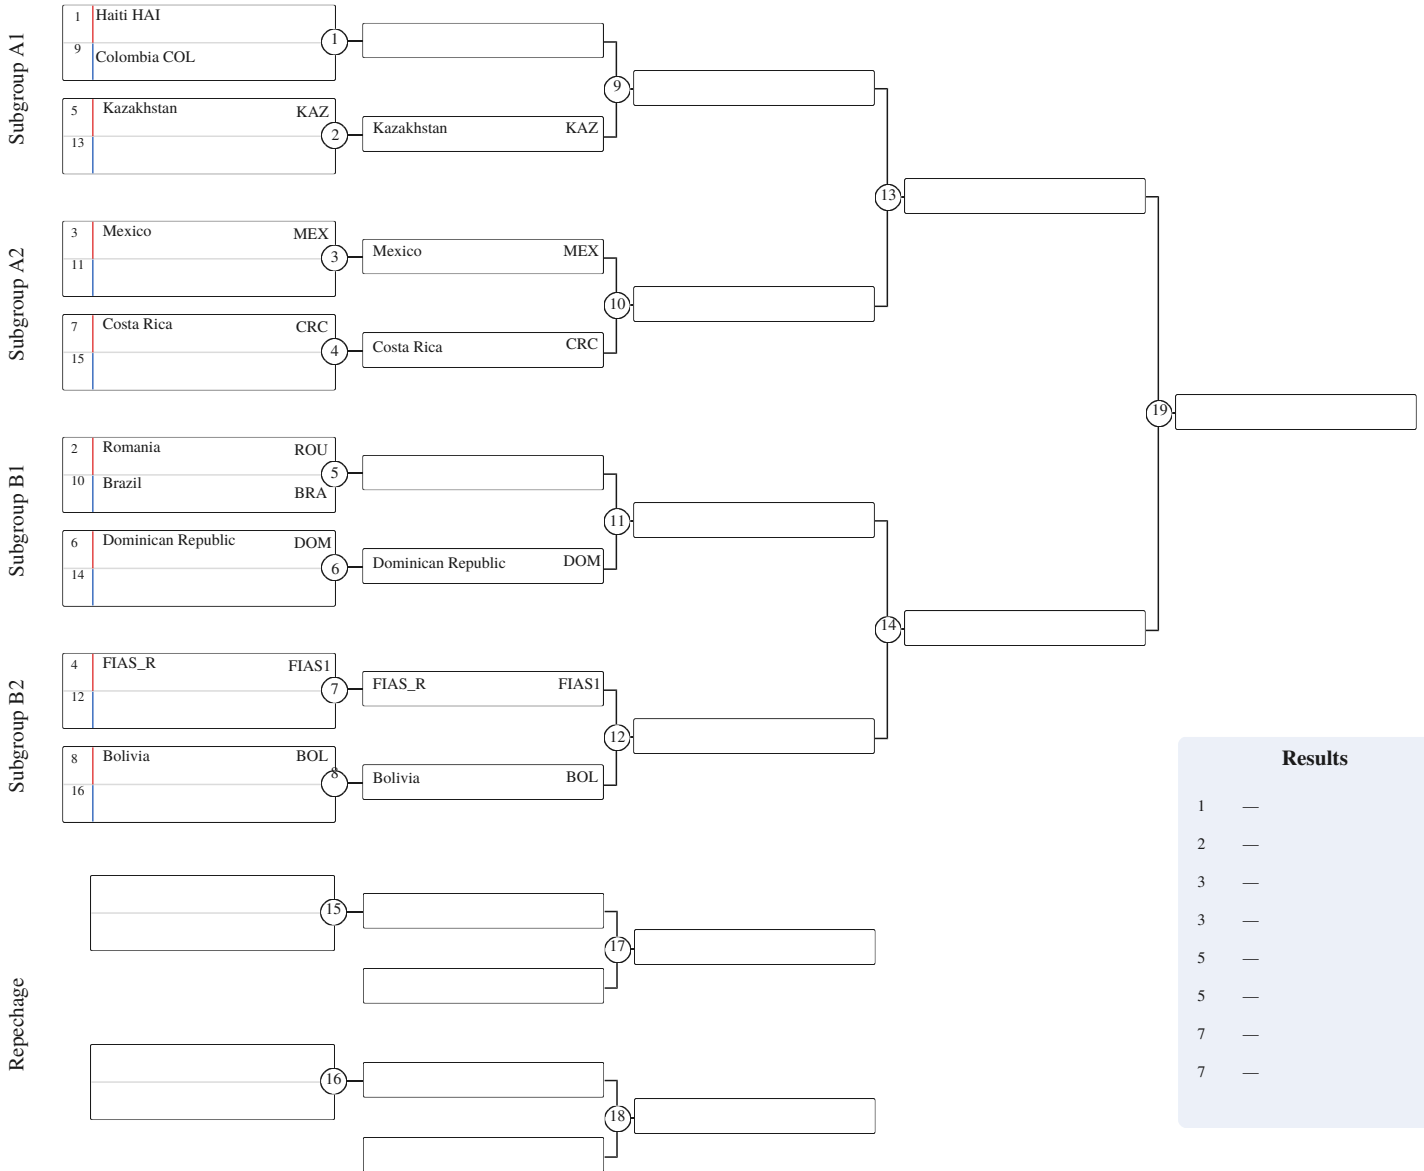 Subgroup A1
1 Haiti HAI
9 Colombia COL
1
5 Kazakhstan KAZ
13
2
Kazakhstan KAZ
9
Subgroup A2
3 Mexico MEX
11
3
Mexico MEX
7 Costa Rica CRC
15
4
Costa Rica CRC
10
13
Subgroup B1
2 Romania ROU
10 Brazil BRA
5
6 Dominican Republic DOM
14
6
Dominican Republic DOM
11
Subgroup B2
4 FIAS_R FIAS1
12
7
FIAS_R FIAS1
8 Bolivia BOL
16
8
Bolivia BOL
12
14
19
Repechage
15
17
16
18
Results
1 —
2 —
3 —
3 —
5 —
5 —
7 —
7 —